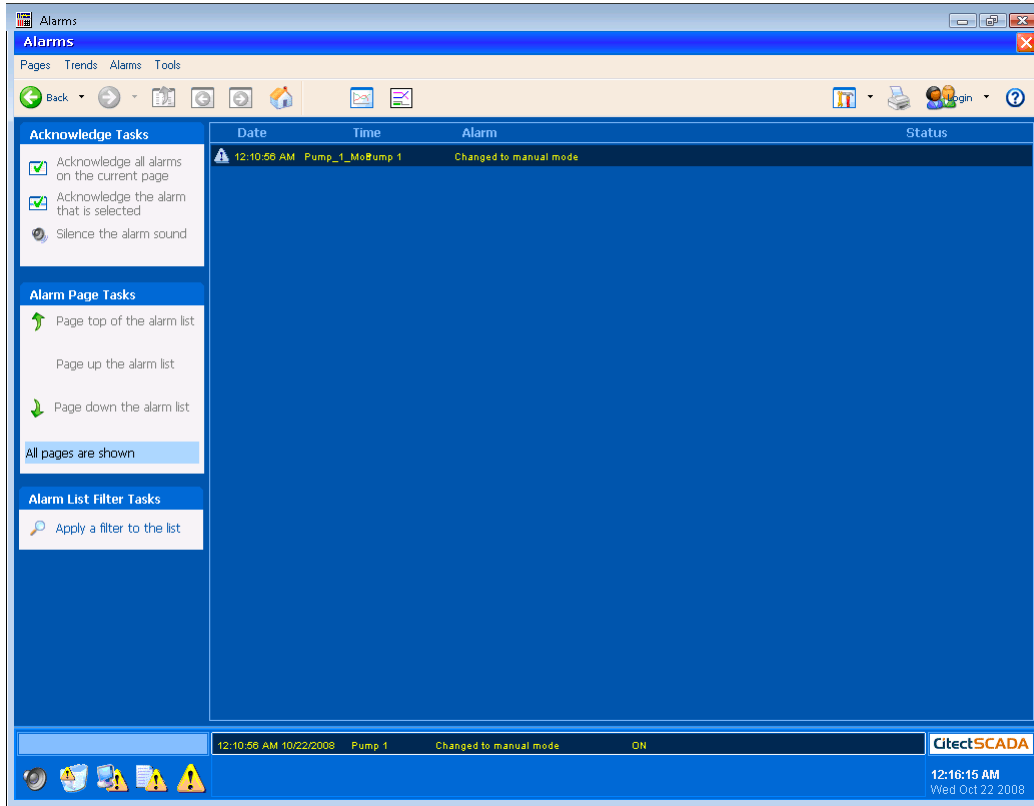 Alarms
Alarms
Pages Trends Alarms Tools
Back Login
Acknowledge Tasks
Acknowledge all alarms
on the current page
Acknowledge the alarm
that is selected
Silence the alarm sound
Alarm Page Tasks
Page top of the alarm list
Page up the alarm list
Page down the alarm list
All pages are shown
Alarm List Filter Tasks
Apply a filter to the list
Date Time Alarm Status
12:10:56 AM Pump 1 Changed to manual mode
12:10:56 AM 10/22/2008 Pump 1 Changed to manual mode ON
CitectSCADA
12:16:15 AM
Wed Oct 22 2008